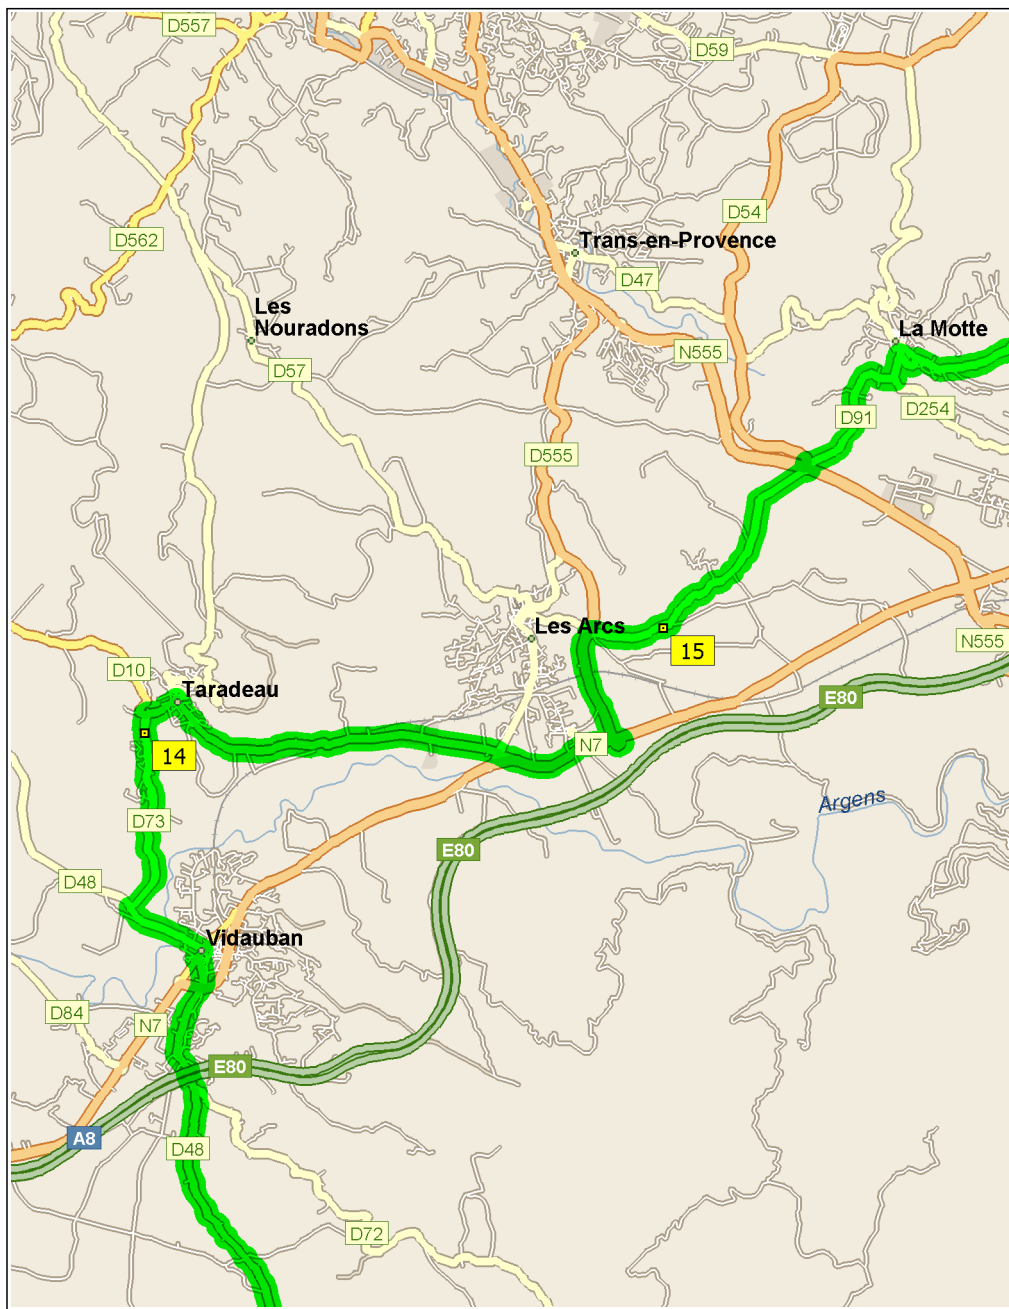 D557
D59
D54
D562
Trans-en-Provence
D47
Les
Nouradons
La Motte
N555
D57
D254
D91
D555
Les Arcs
15
N555
D10
Taradeau
E80
N7
14
Argens
D73
E80
D48
Vidauban
D84
N7
E80
A8
D48
D72